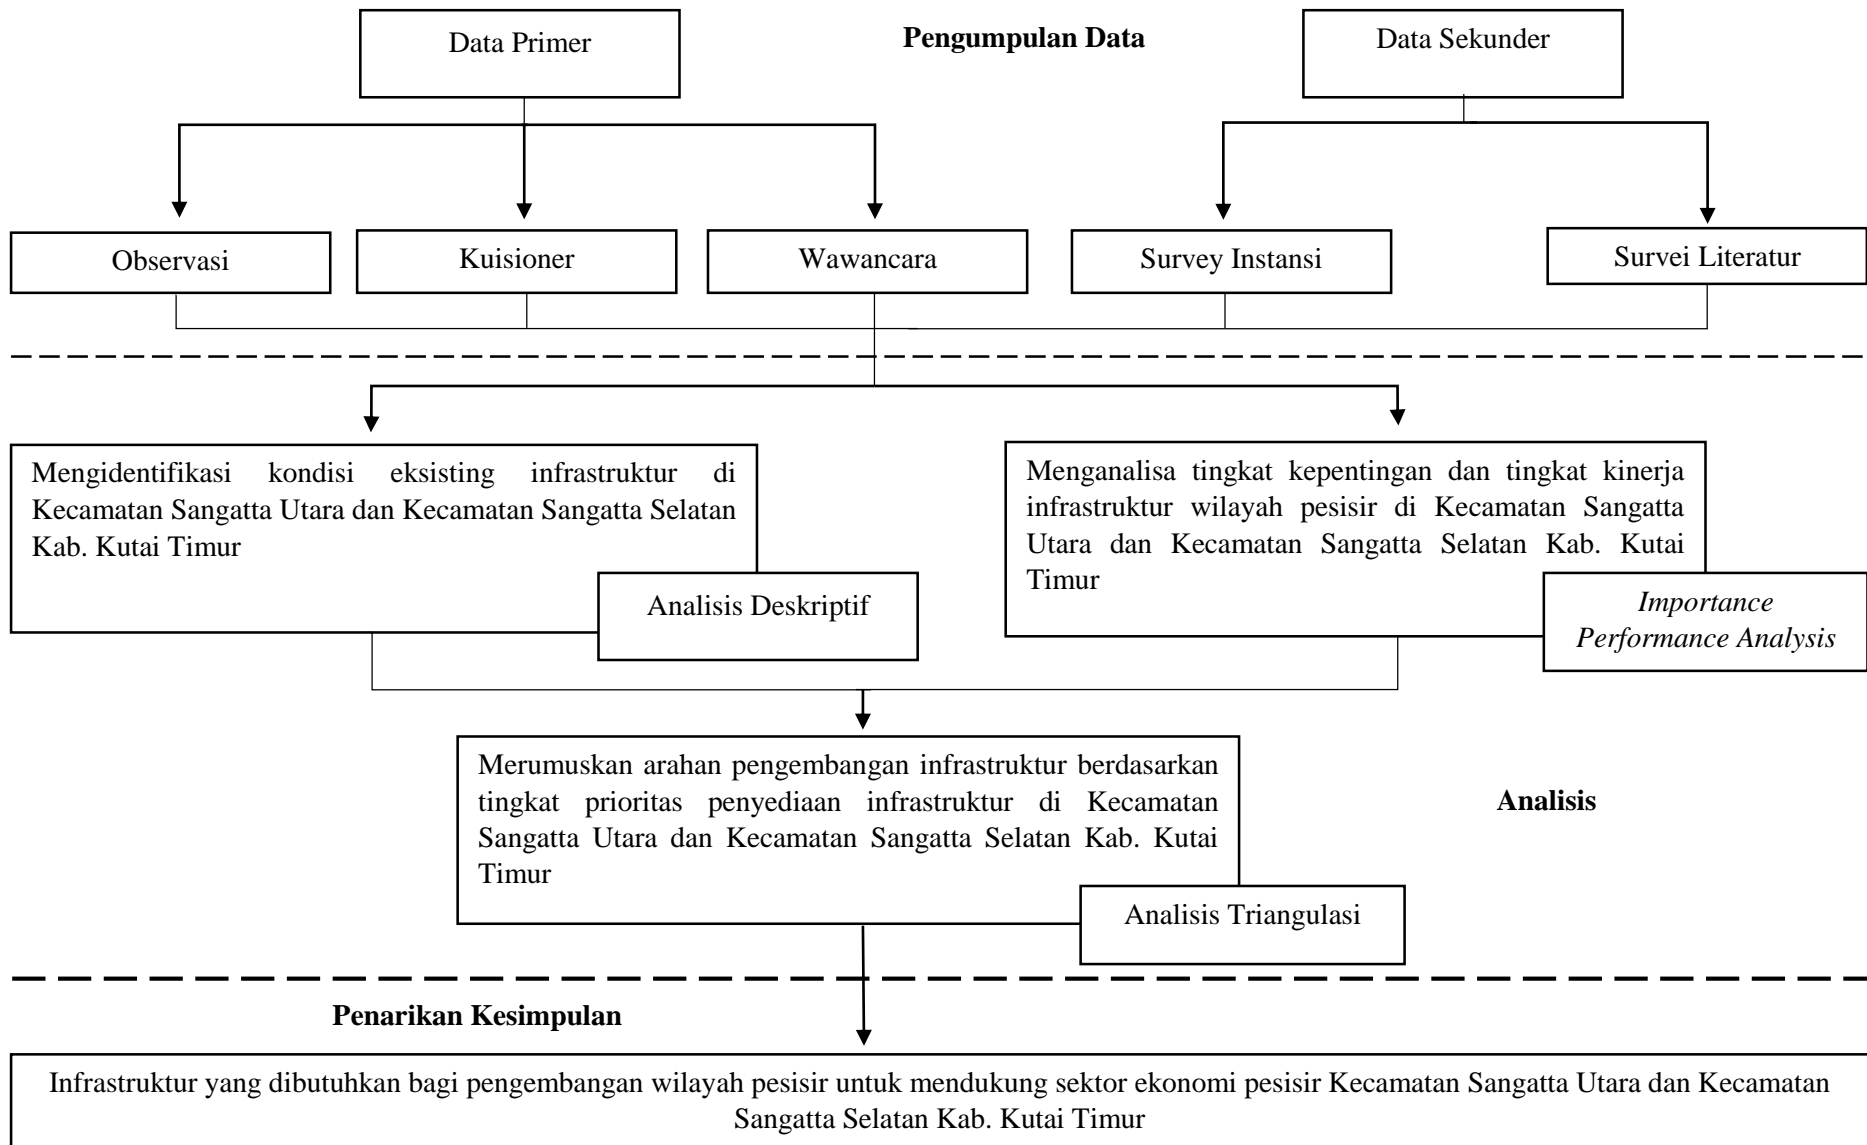 Data Primer
Pengumpulan Data
Data Sekunder
Observasi
Kuisioner
Wawancara
Survey Instansi
Survei Literatur
Mengidentifikasi kondisi eksisting infrastruktur di
Kecamatan Sangatta Utara dan Kecamatan Sangatta Selatan
Kab. Kutai Timur
Analisis Deskriptif
Menganalisa tingkat kepentingan dan tingkat kinerja
infrastruktur wilayah pesisir di Kecamatan Sangatta
Utara dan Kecamatan Sangatta Selatan Kab. Kutai
Timur
Importance
Performance Analysis
Merumuskan arahan pengembangan infrastruktur berdasarkan
tingkat prioritas penyediaan infrastruktur di Kecamatan
Sangatta Utara dan Kecamatan Sangatta Selatan Kab. Kutai
Timur
Analisis
Analisis Triangulasi
Penarikan Kesimpulan
Infrastruktur yang dibutuhkan bagi pengembangan wilayah pesisir untuk mendukung sektor ekonomi pesisir Kecamatan Sangatta Utara dan Kecamatan
Sangatta Selatan Kab. Kutai Timur